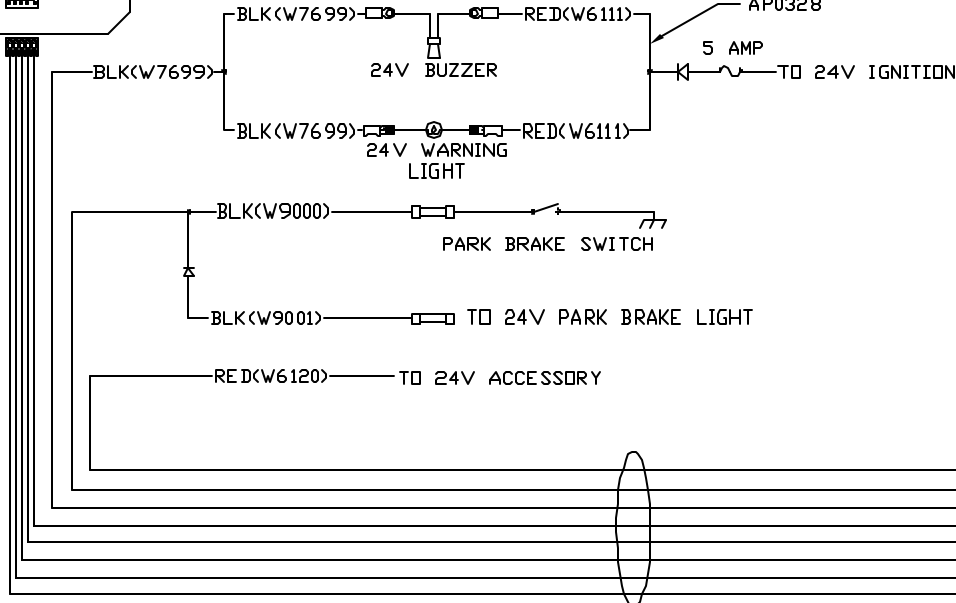 AP0328
BLK(W7699) RED(W6111)
5 AMP
24V BUZZER
BLK(W7699) TO 24V IGNITION
BLK(W7699) RED(W6111)
24V WARNING
LIGHT
BLK(W9000)
PARK BRAKE SWITCH
BLK(W9001) TO 24V PARK BRAKE LIGHT
RED(W6120) TO 24V ACCESSORY